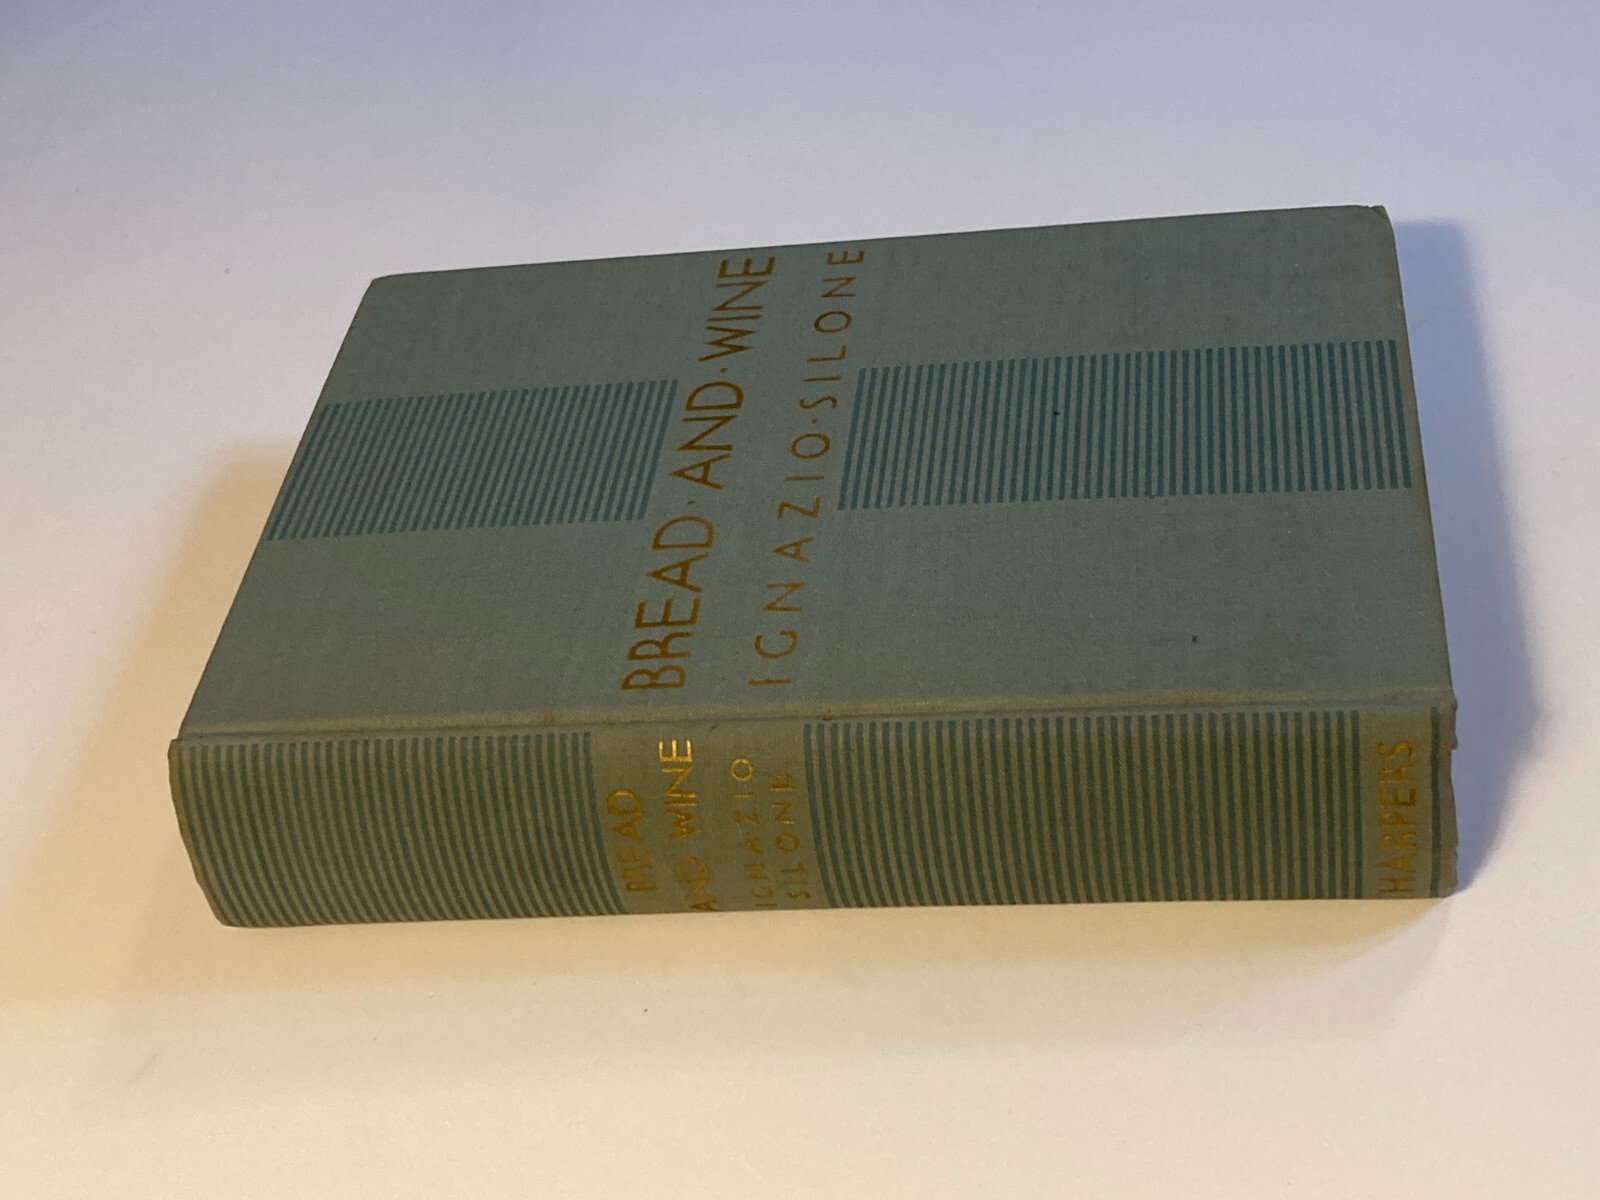 BREAD·AND·WINE
IGNAZIO·SILONE
BREAD
AND WINE
IGNAZIO
SILONE
HARPERS